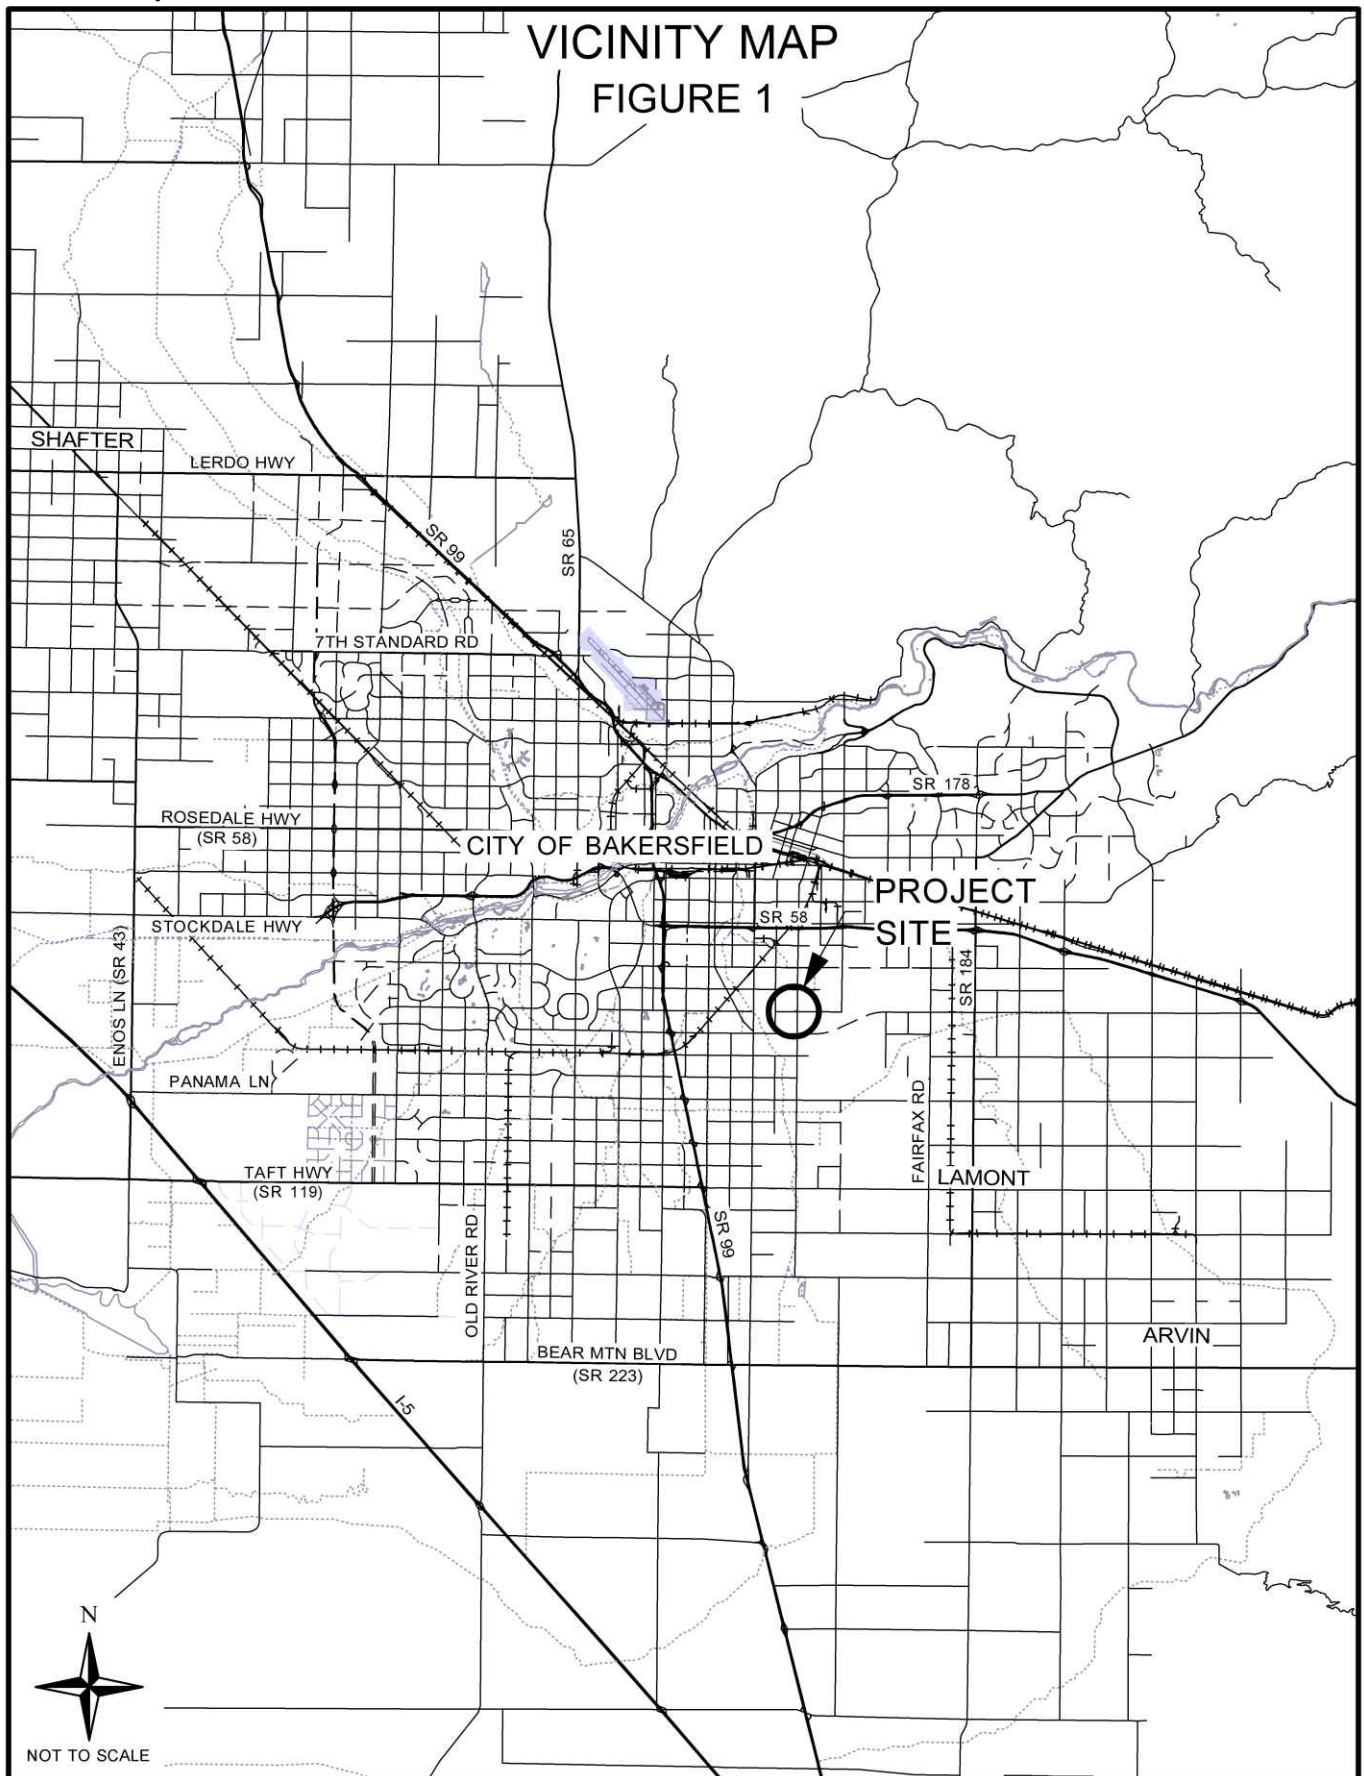 VICINITY MAP
FIGURE 1
SHAFTER
LERDO HWY
SR 99
SR 65
7TH STANDARD RD
SR 178
ROSEDALE HWY
(SR 58)
CITY OF BAKERSFIELD
PROJECT
SITE
SR 58
STOCKDALE HWY
ENOS LN (SR 43)
SR 184
PANAMA LN
FAIRFAX RD
TAFT HWY
(SR 119)
LAMONT
OLD RIVER RD
SR 99
ARVIN
BEAR MTN BLVD
(SR 223)
I-5
N
NOT TO SCALE